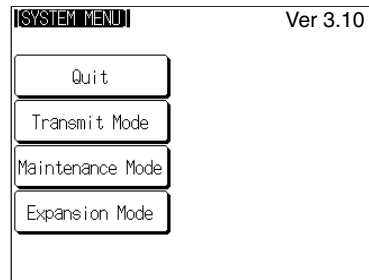 [SYSTEM MENU] Ver 3.10
Quit
Transmit Mode
Maintenance Mode
Expansion Mode